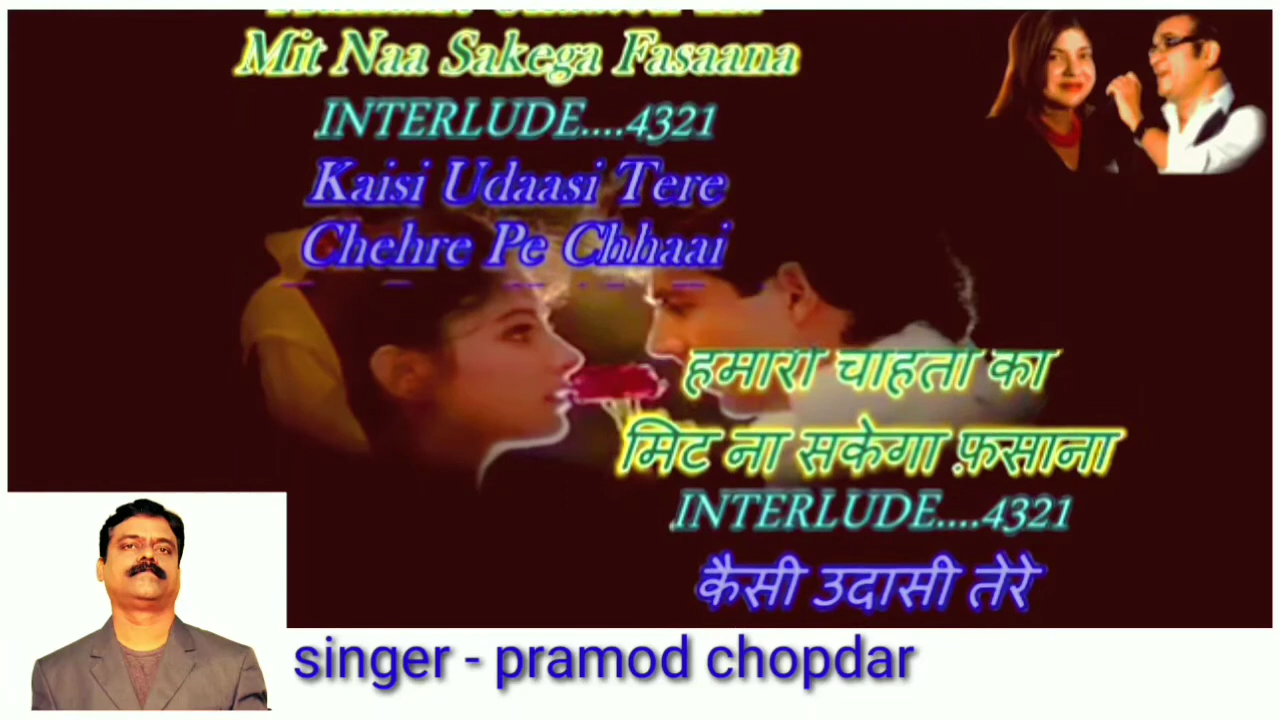 Mit Naa Sakega Fasaana
INTERLUDE....4321
Kaisi Udaasi Tere
Chehre Pe Chhaai
हमारी चाहतों का
मिट ना सकेगा फ़साना
INTERLUDE....4321
कैसी उदासी तेरे
singer - pramod chopdar